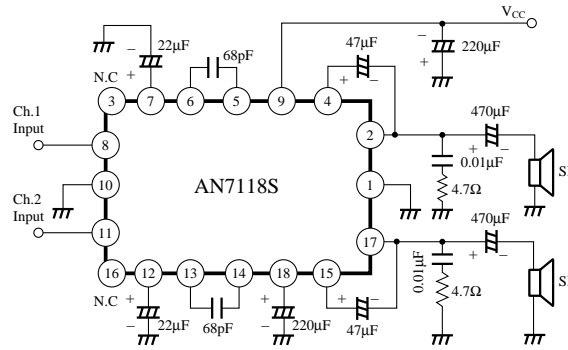 VCC
− 22μF
+
68pF
47μF
+ −
− 220μF
+
N.C
3 7 6 5 9 4
Ch.1
Input
8
2
470μF
+ −
0.01μF
4.7Ω
10
AN7118S
1
Ch.2
Input
11
17
470μF
+ −
0.01μF
4.7Ω
16 12 13 14 18 15
N.C
+ 22μF
−
68pF
+ 220μF
−
+ −
47μF